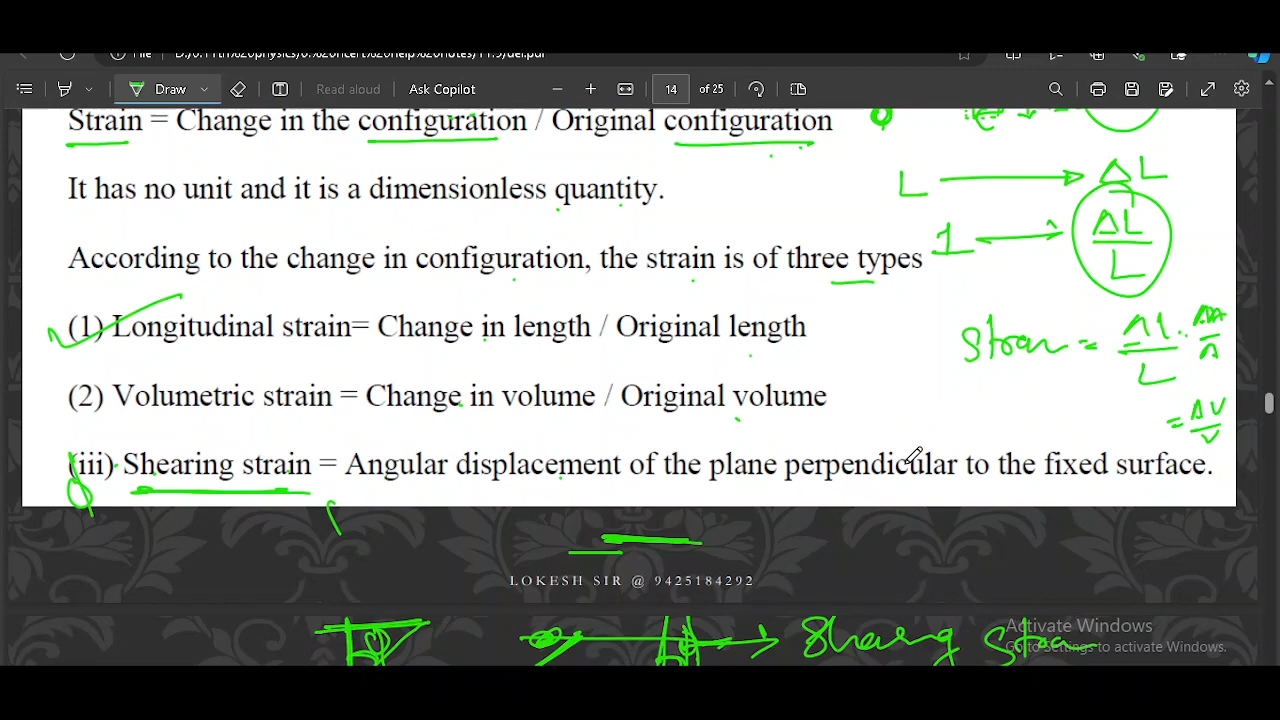 Draw
Read aloud
Ask Copilot
14 of 25
Strain = Change in the configuration / Original configuration
L ΔL
It has no unit and it is a dimensionless quantity.
1 ΔL/L
According to the change in configuration, the strain is of three types
(1) Longitudinal strain= Change in length / Original length
(2) Volumetric strain = Change in volume / Original volume
= ΔV/V
(iii) Shearing strain = Angular displacement of the plane perpendicular to the fixed surface.
LOKESH SIR @ 9425184292
Activate Windows
Go to Settings to activate Windows.